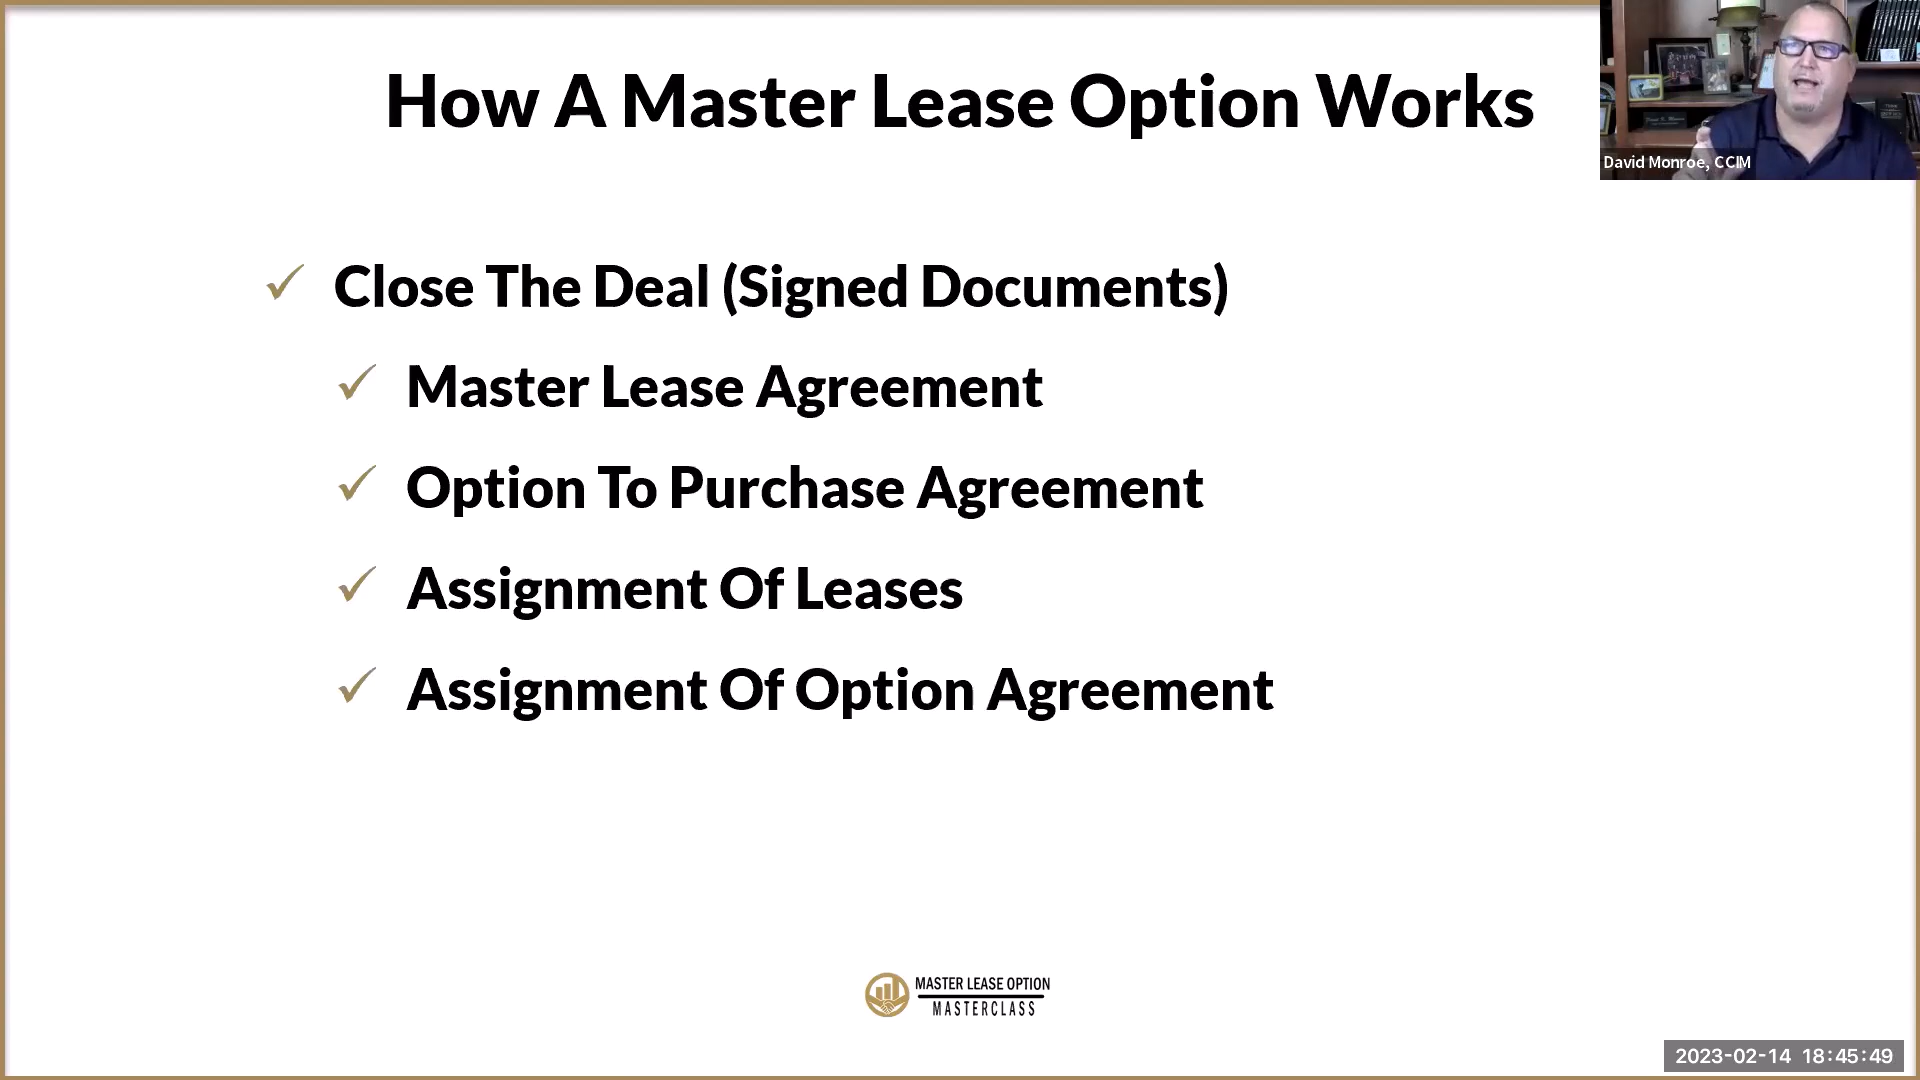 How A Master Lease Option Works
David Monroe, CCIM
Close The Deal (Signed Documents)
Master Lease Agreement
Option To Purchase Agreement
Assignment Of Leases
Assignment Of Option Agreement
MASTER LEASE OPTION
MASTERCLASS
2023-02-14 18:45:49